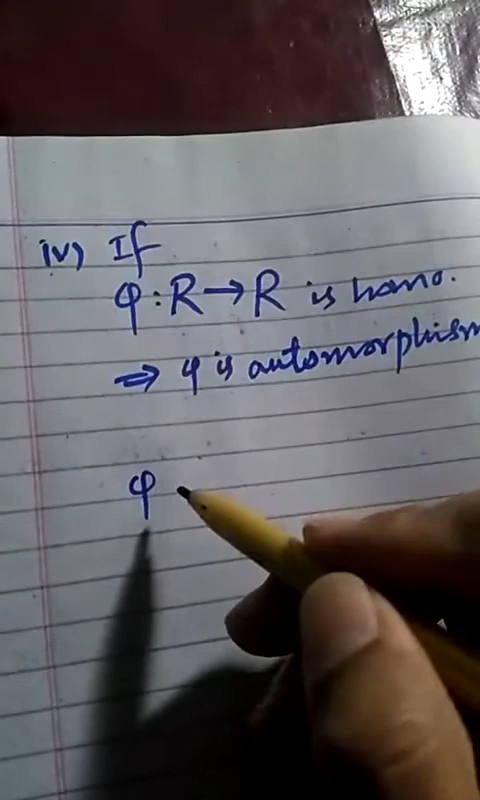 iv) If
φ : R → R is homo.
⇒ φ is automorphism
φ